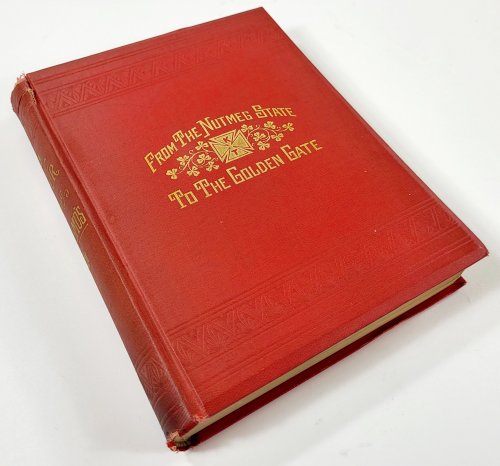 FROM THE NUTMEG STATE
K
T
TO THE GOLDEN GATE